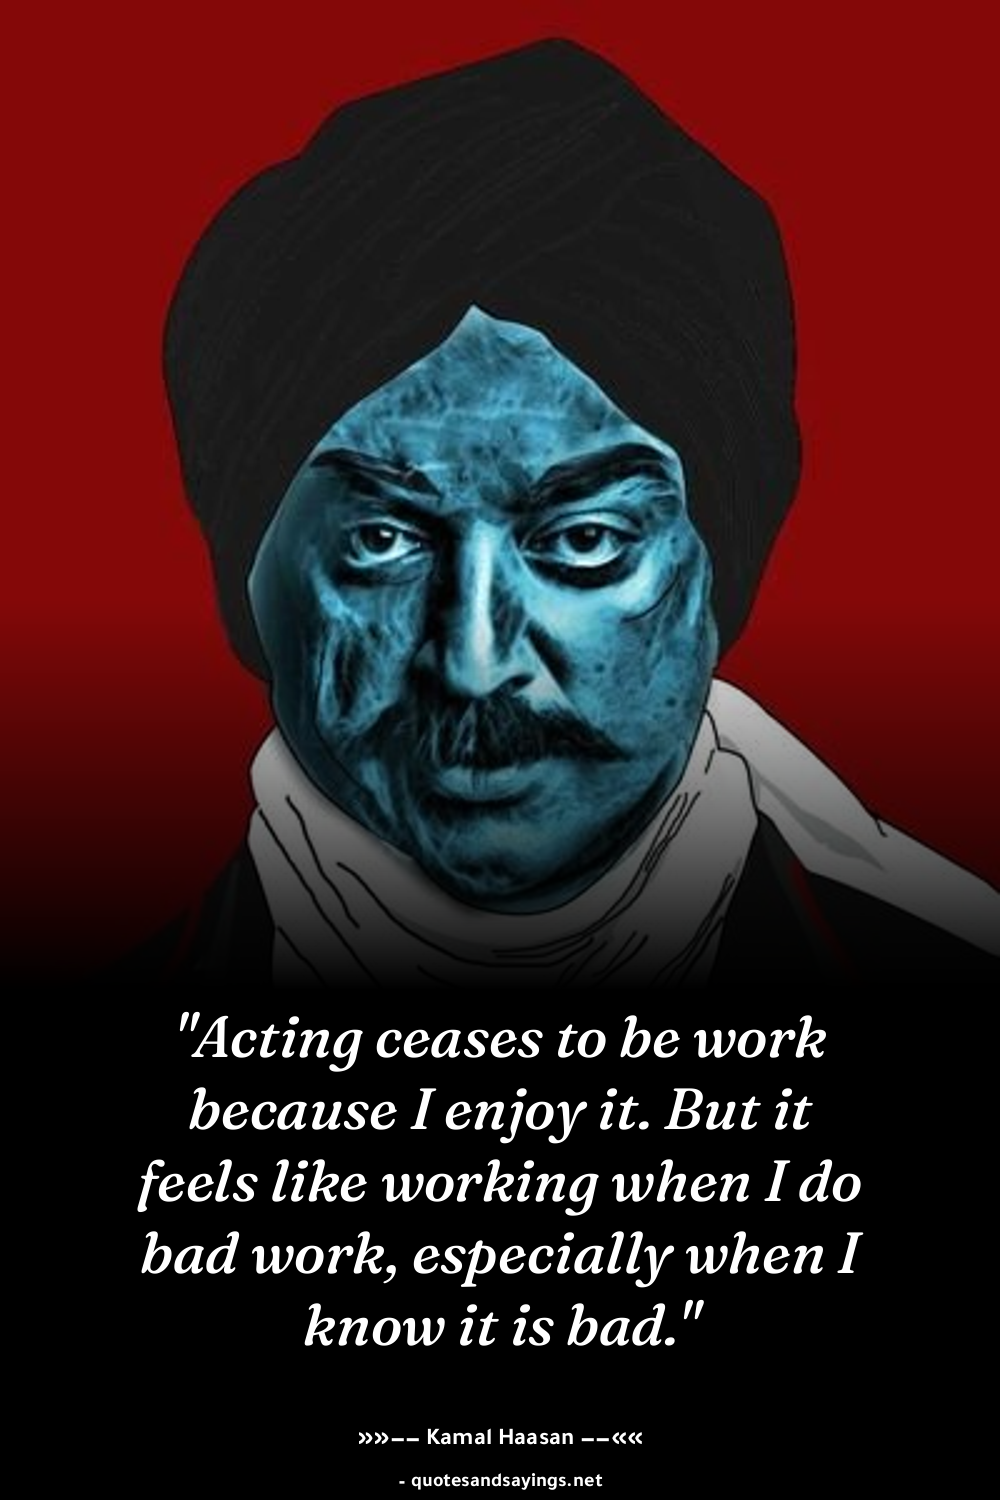 "Acting ceases to be work
because I enjoy it. But it
feels like working when I do
bad work, especially when I
know it is bad."
»»–– Kamal Haasan ––««
- quotesandsayings.net